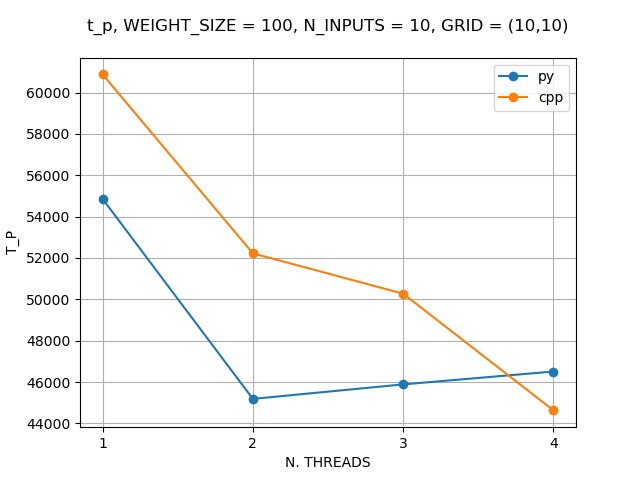 t_p, WEIGHT_SIZE = 100, N_INPUTS = 10, GRID = (10,10)
py
cpp
60000
58000
56000
54000
52000
50000
48000
46000
44000
T_P
1 2 3 4
N. THREADS